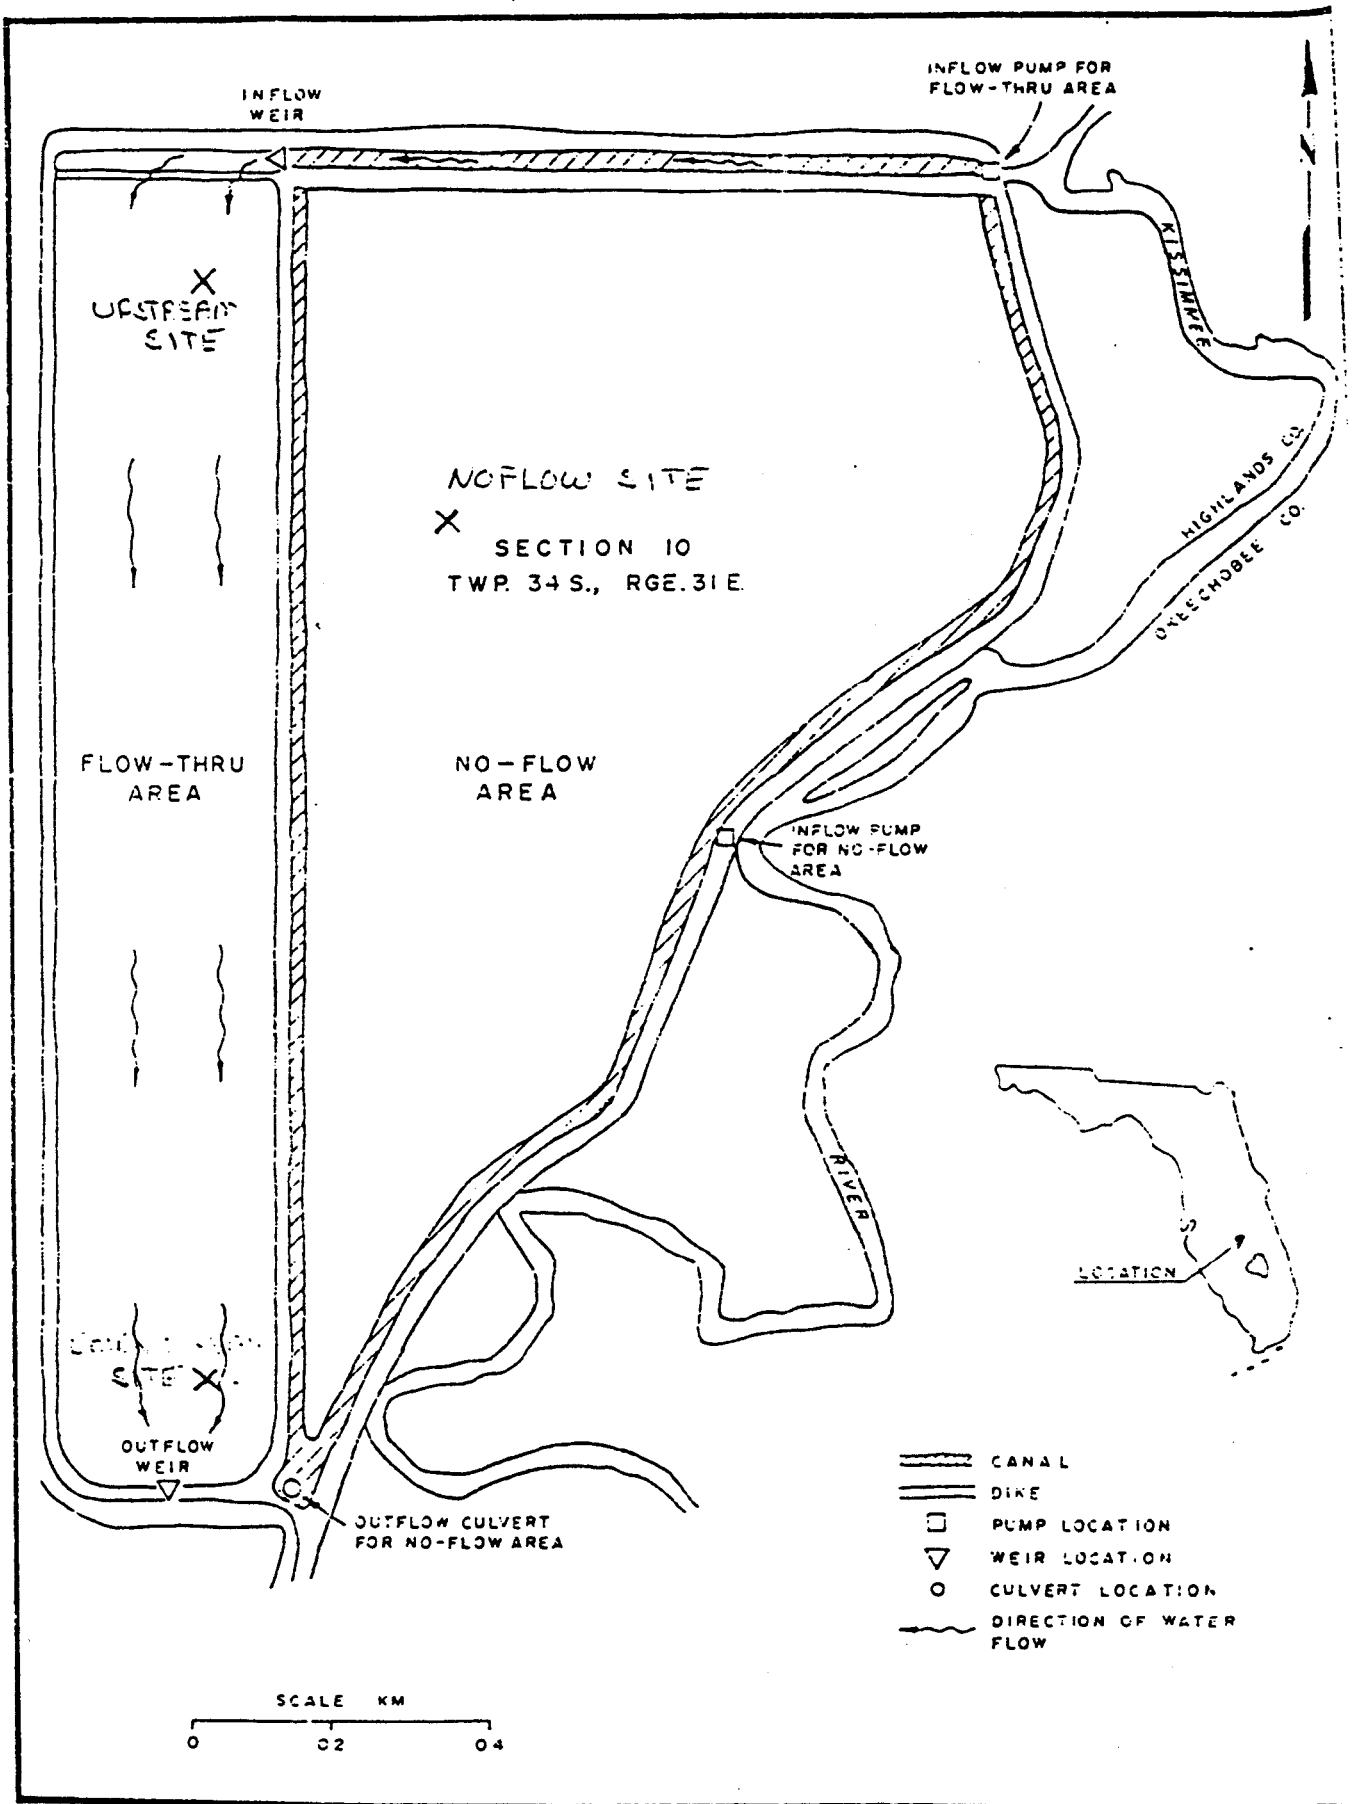 INFLOW PUMP FOR
FLOW-THRU AREA
INFLOW
WEIR
N
KISSIMMEE
UPSTREAM
SITE
HIGHLANDS CO.
OKEECHOBEE CO.
NOFLOW SITE
SECTION 10
TWP. 34 S., RGE. 31 E.
FLOW-THRU
AREA
NO-FLOW
AREA
INFLOW PUMP
FOR NO-FLOW
AREA
RIVER
LOCATION
SITE
OUTFLOW
WEIR
OUTFLOW CULVERT
FOR NO-FLOW AREA
CANAL
DIKE
PUMP LOCATION
WEIR LOCATION
CULVERT LOCATION
DIRECTION OF WATER
FLOW
SCALE KM
0 0.2 0.4